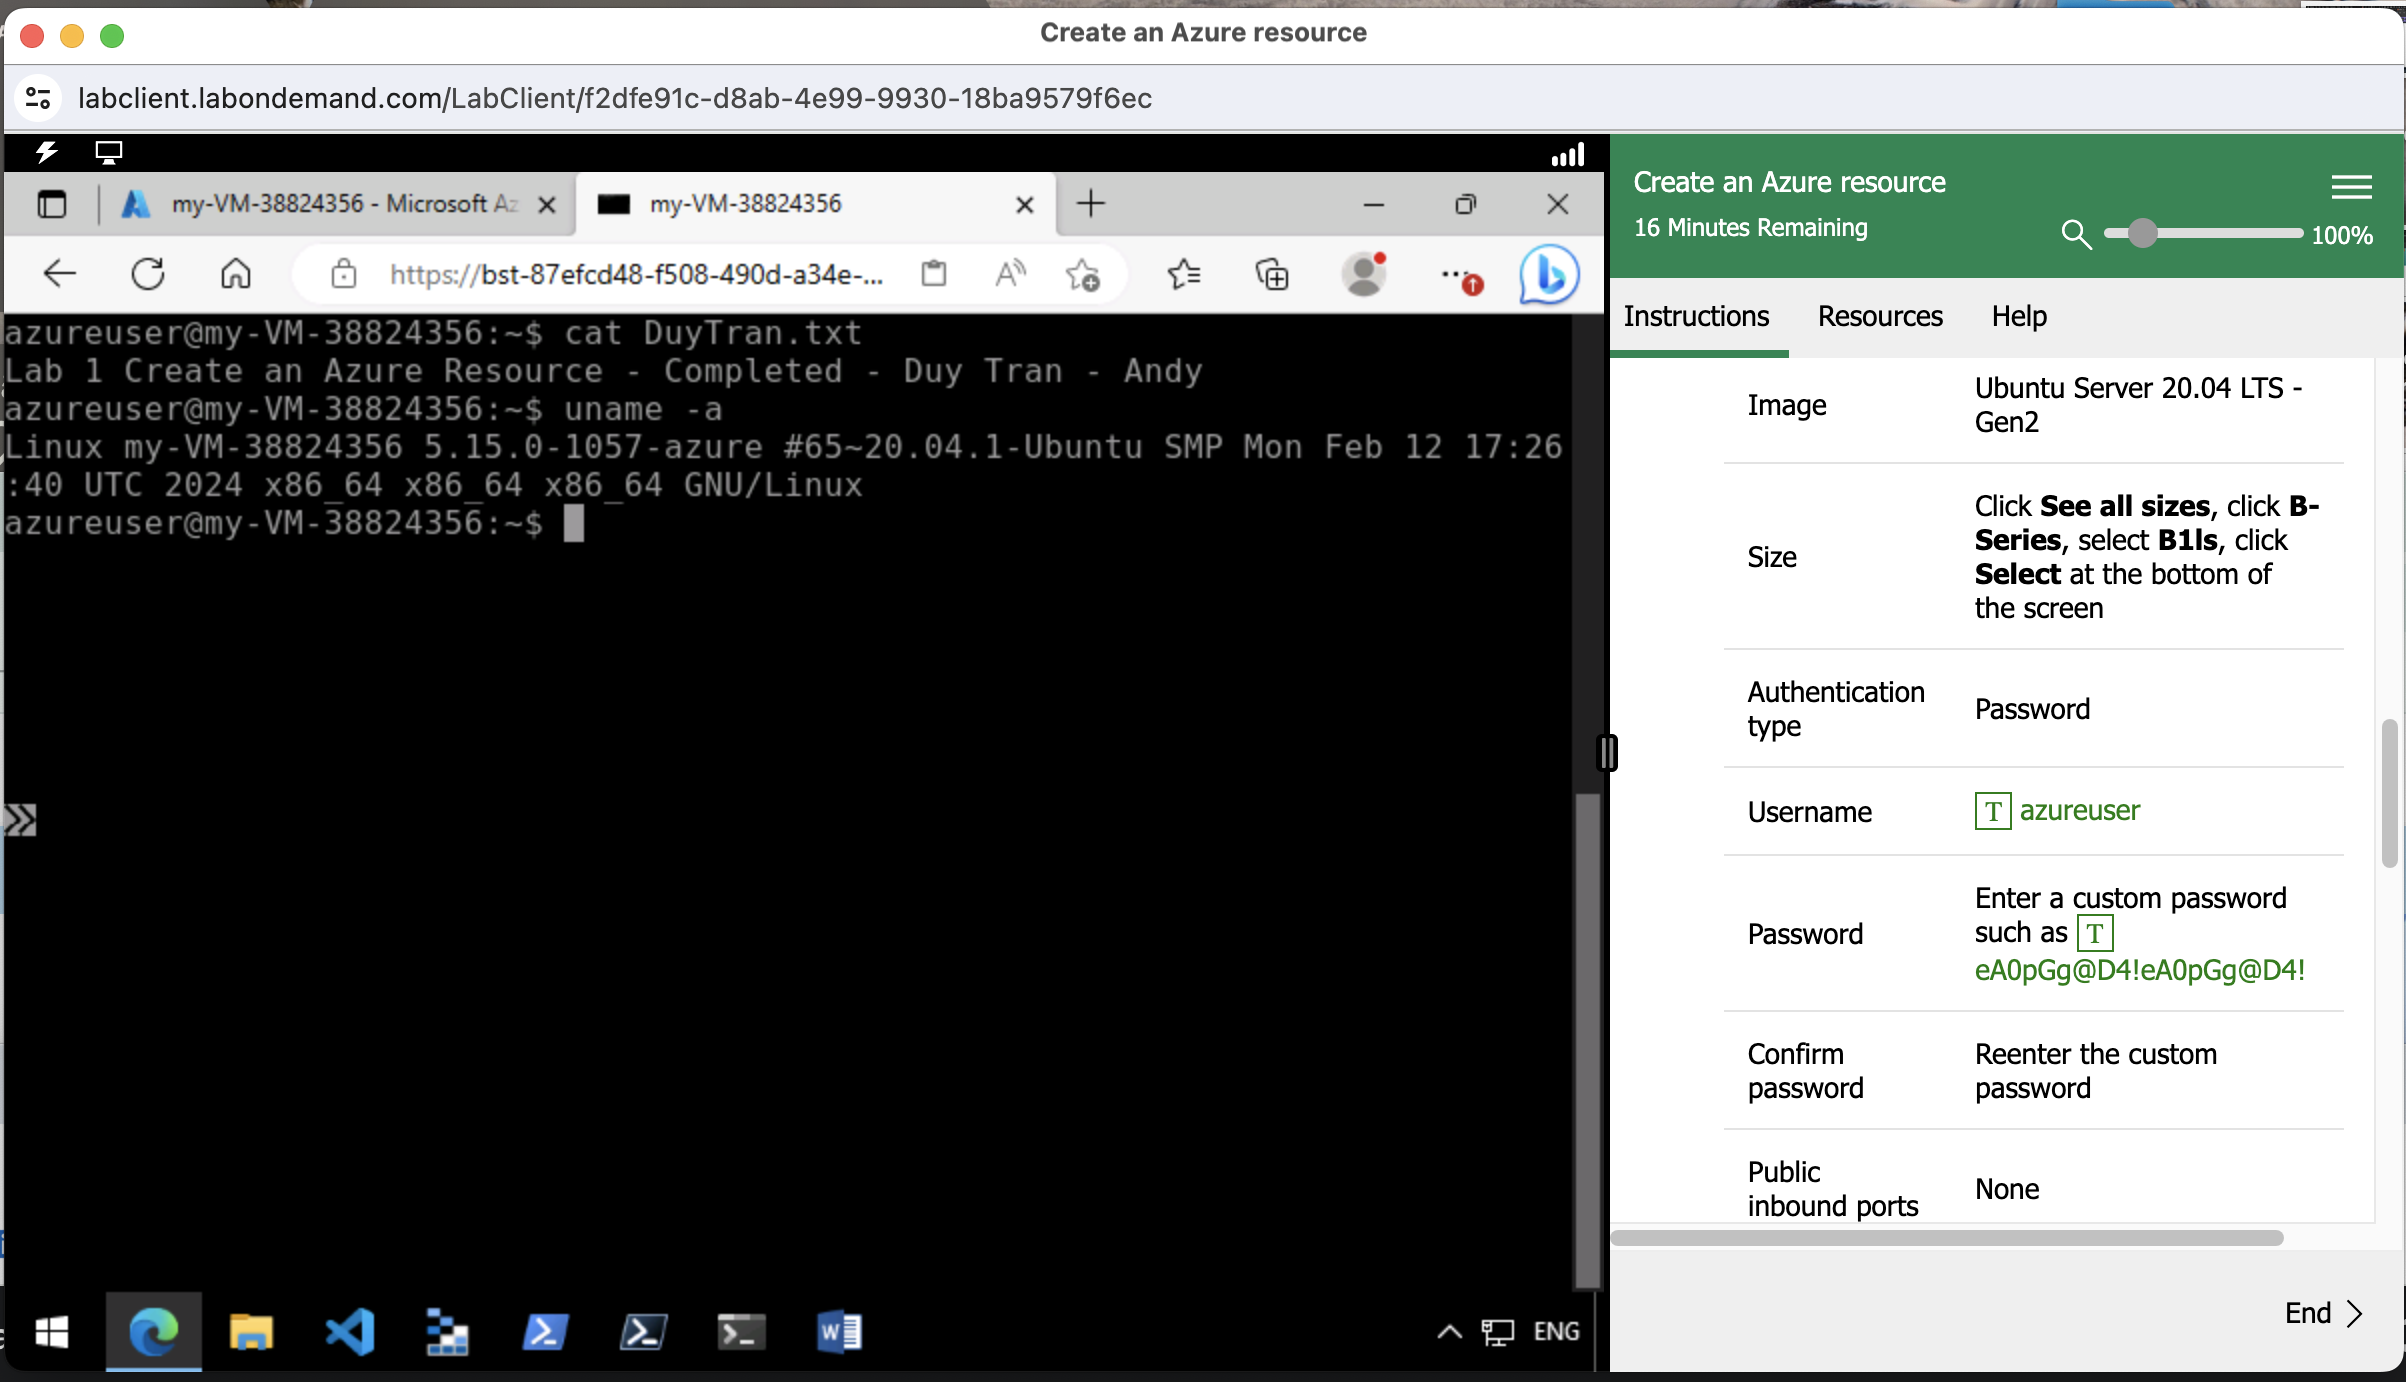 Create an Azure resource
labclient.labondemand.com/LabClient/f2dfe91c-d8ab-4e99-9930-18ba9579f6ec
my-VM-38824356 - Microsoft Az
my-VM-38824356
https://bst-87efcd48-f508-490d-a34e-...
azureuser@my-VM-38824356:~$ cat DuyTran.txt
Lab 1 Create an Azure Resource - Completed - Duy Tran - Andy
azureuser@my-VM-38824356:~$ uname -a
Linux my-VM-38824356 5.15.0-1057-azure #65~20.04.1-Ubuntu SMP Mon Feb 12 17:26
:40 UTC 2024 x86_64 x86_64 x86_64 GNU/Linux
azureuser@my-VM-38824356:~$
ENG
Create an Azure resource
16 Minutes Remaining
100%
Instructions
Resources
Help
Image
Ubuntu Server 20.04 LTS -
Gen2
Size
Click See all sizes, click B-
Series, select B1ls, click
Select at the bottom of
the screen
Authentication
type
Password
Username
T azureuser
Password
Enter a custom password
such as T
eA0pGg@D4!eA0pGg@D4!
Confirm
password
Reenter the custom
password
Public
inbound ports
None
End